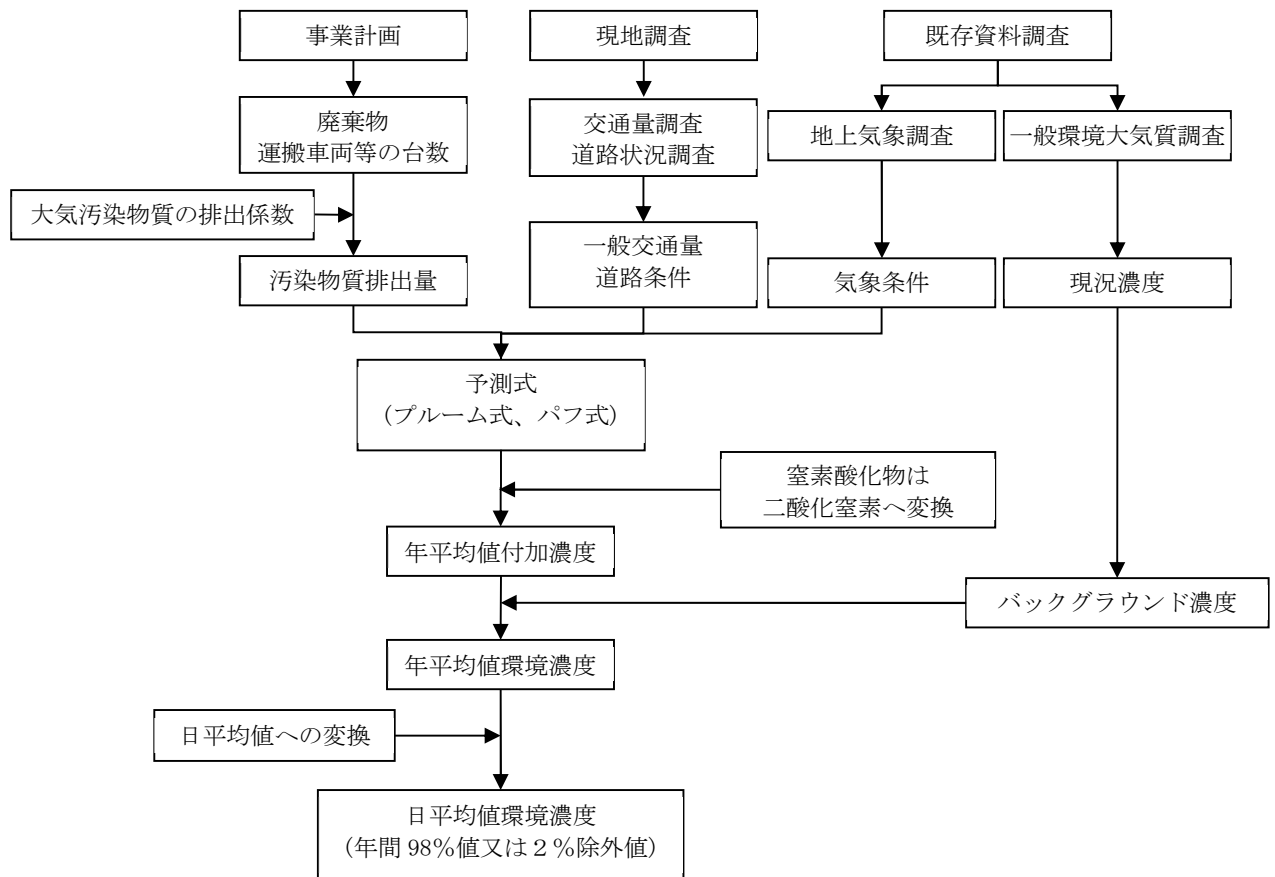 事業計画
現地調査
既存資料調査
廃棄物
運搬車両等の台数
交通量調査
道路状況調査
地上気象調査
一般環境大気質調査
大気汚染物質の排出係数
汚染物質排出量
一般交通量
道路条件
気象条件
現況濃度
予測式
（プルーム式、パフ式）
窒素酸化物は
二酸化窒素へ変換
年平均値付加濃度
バックグラウンド濃度
年平均値環境濃度
日平均値への変換
日平均値環境濃度
（年間 98％値又は２％除外値）